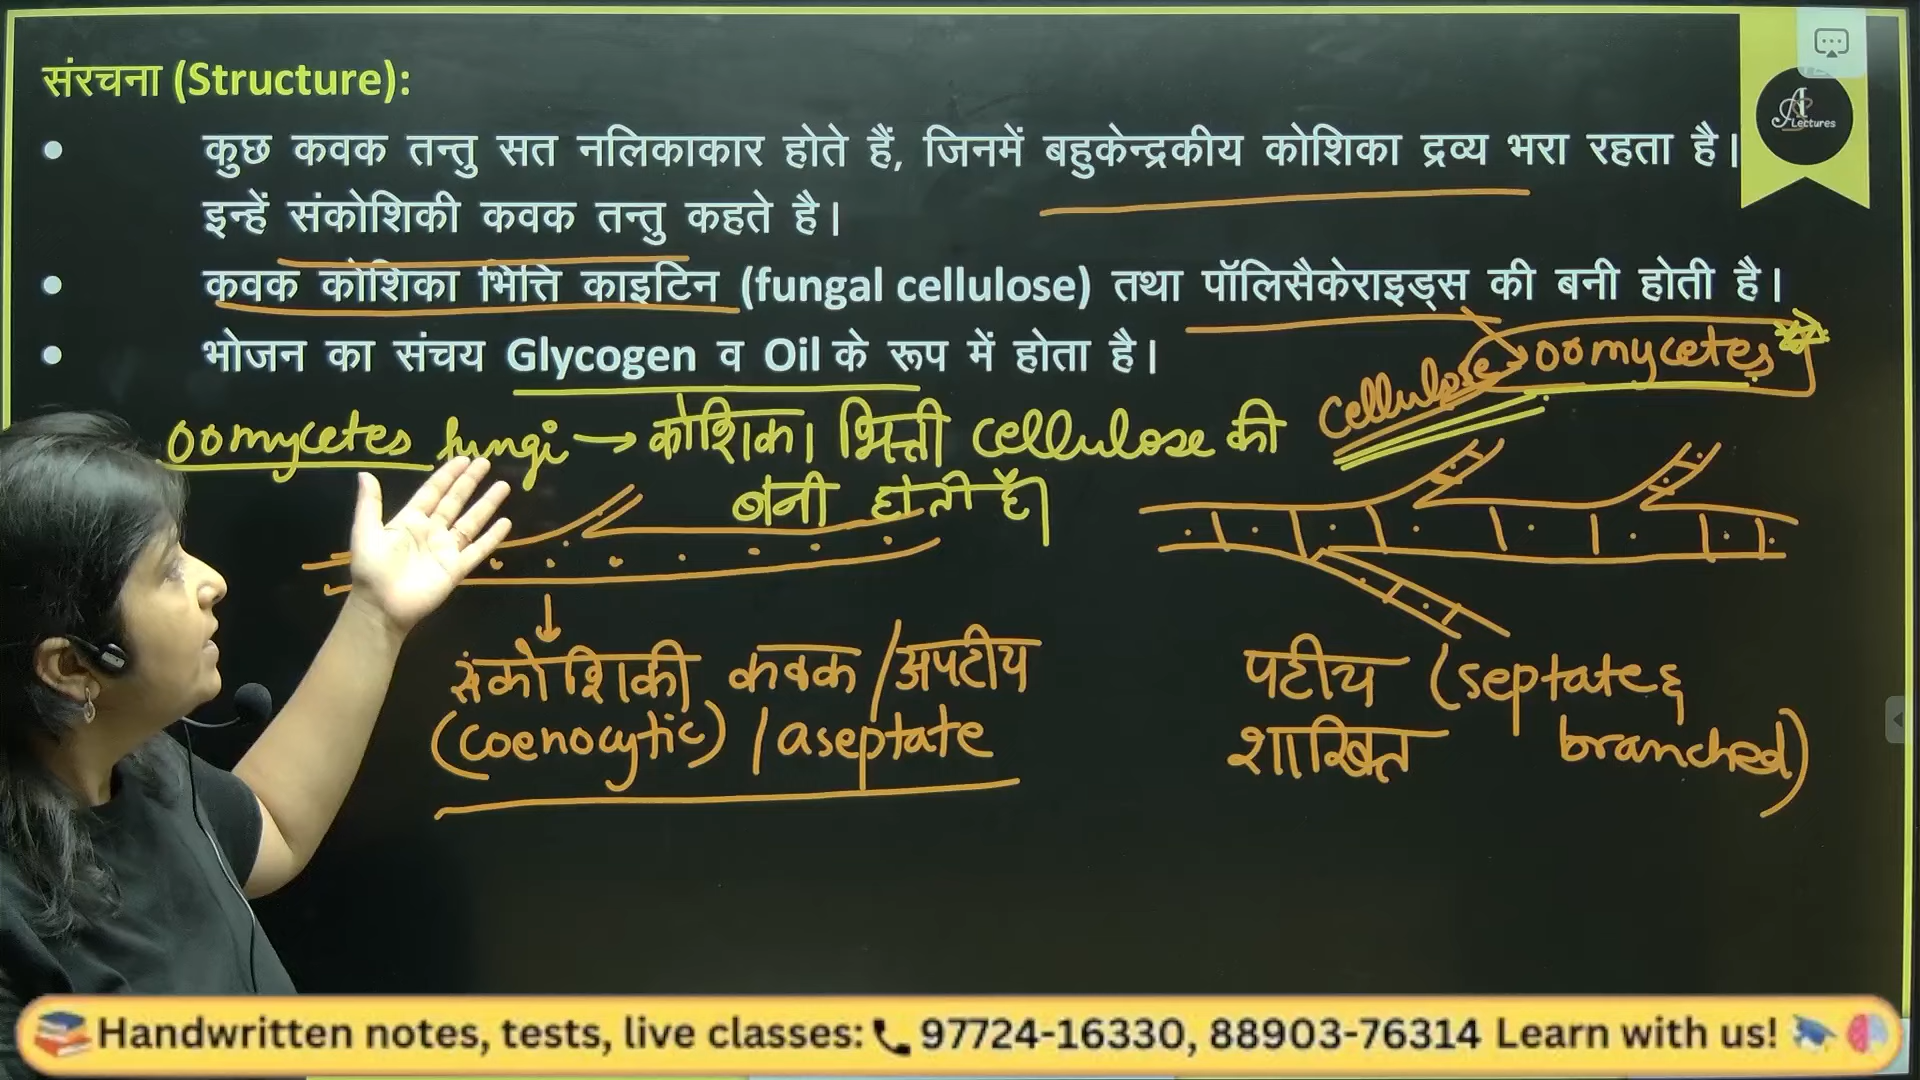 संरचना (Structure):
• कुछ कवक तन्तु सत नलिकाकार होते हैं, जिनमें बहुकेन्द्रकीय कोशिका द्रव्य भरा रहता है।
इन्हें संकोशिकी कवक तन्तु कहते है।
• कवक कोशिका भित्ति काइटिन (fungal cellulose) तथा पॉलिसैकेराइड्स की बनी होती है।
• भोजन का संचय Glycogen व Oil के रूप में होता है।
cellulose oomycetes
oomycetes fungi → कोशिका भित्ती cellulose की
बनी होती है।
संकोशिकी कवक / अपटीय
(coenocytic) / aseptate
पटीय (septate &
शाखित branched)
A Lectures
Handwritten notes, tests, live classes: 97724-16330, 88903-76314 Learn with us!